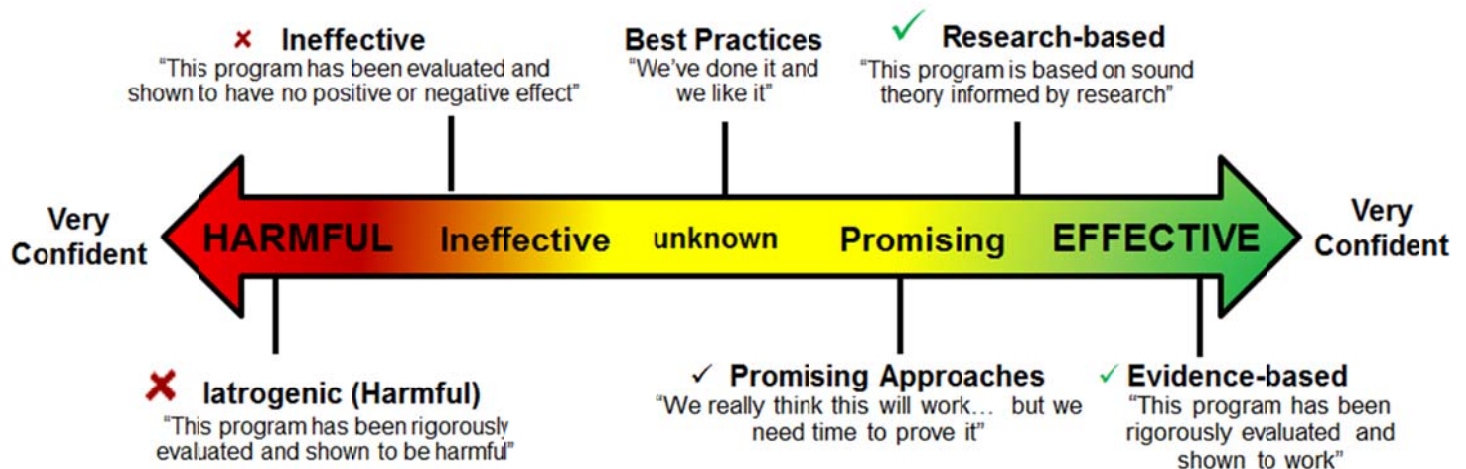 Ineffective
“This program has been evaluated and
shown to have no positive or negative effect”
Best Practices
“We’ve done it and
we like it”
Research-based
“This program is based on sound
theory informed by research”
Very
Confident
HARMFUL
Ineffective
unknown
Promising
EFFECTIVE
Very
Confident
Iatrogenic (Harmful)
“This program has been rigorously
evaluated and shown to be harmful”
Promising Approaches
“We really think this will work… but we
need time to prove it”
Evidence-based
“This program has been
rigorously evaluated and
shown to work”